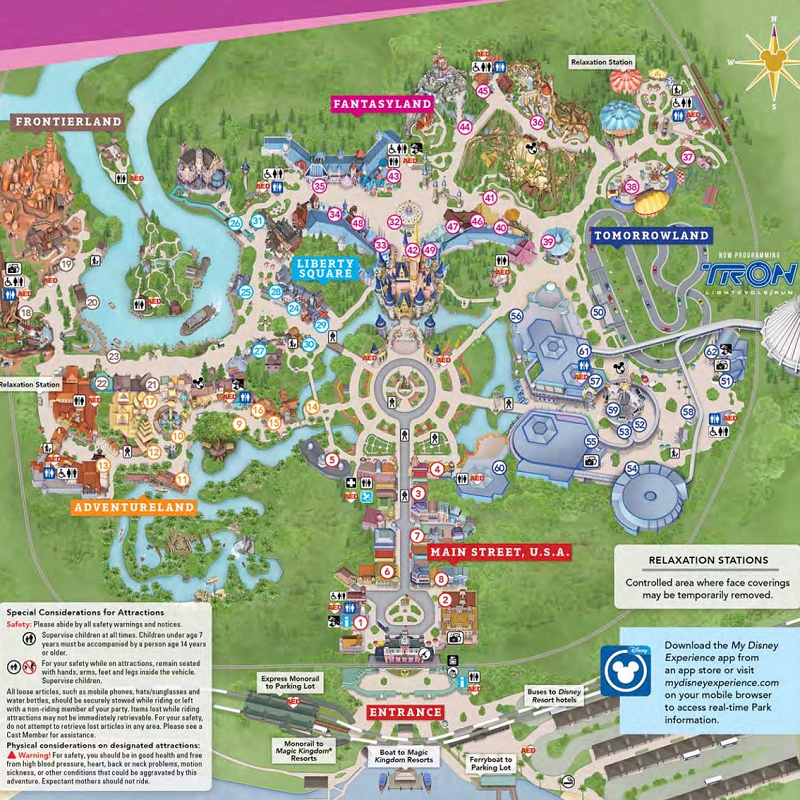 N
W
S
Relaxation Station
FANTASYLAND
FRONTIERLAND
45
44
36
37
43
35
38
41
34
48
32
47
46
40
26
31
33
42
49
39
TOMORROWLAND
LIBERTY
SQUARE
NOW PROGRAMMING
TRON
LIGHTCYCLE/RUN
19
25
28
24
20
18
29
56
50
30
27
61
62
23
Relaxation Station
22
21
57
51
17
16
14
59
58
9
15
52
10
53
12
55
5
4
60
54
13
11
3
ADVENTURELAND
7
MAIN STREET, U.S.A.
6
8
2
1
AED
RELAXATION STATIONS
Controlled area where face coverings
may be temporarily removed.
Special Considerations for Attractions
Safety: Please abide by all safety warnings and notices.
Supervise children at all times. Children under age 7
years must be accompanied by a person age 14 years
or older.
For your safety while on attractions, remain seated
with hands, arms, feet and legs inside the vehicle.
Supervise children.
All loose articles, such as mobile phones, hats/sunglasses and
water bottles, should be securely stowed while riding or left
with a non-riding member of your party. Items lost while riding
attractions may not be immediately retrievable. For your safety,
do not attempt to retrieve lost articles in any area. Please see a
Cast Member for assistance.
Physical considerations on designated attractions:
Warning! For safety, you should be in good health and free
from high blood pressure, heart, back or neck problems, motion
sickness, or other conditions that could be aggravated by this
adventure. Expectant mothers should not ride.
Disney
Download the My Disney
Experience app from
an app store or visit
mydisneyexperience.com
on your mobile browser
to access real-time Park
information.
Express Monorail
to Parking Lot
ENTRANCE
Buses to Disney
Resort hotels
Monorail to
Magic Kingdom®
Resorts
Boat to Magic
Kingdom Resorts
Ferryboat to
Parking Lot
AED